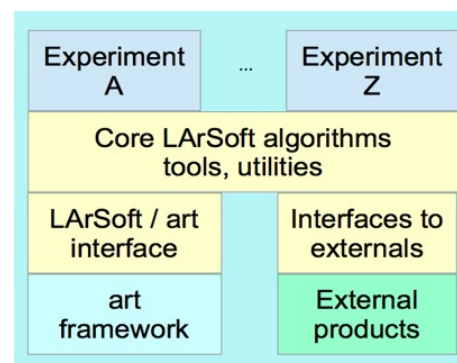 Experiment
A
...
Experiment
Z
Core LArSoft algorithms
tools, utilities
LArSoft / art
interface
Interfaces to
externals
art
framework
External
products